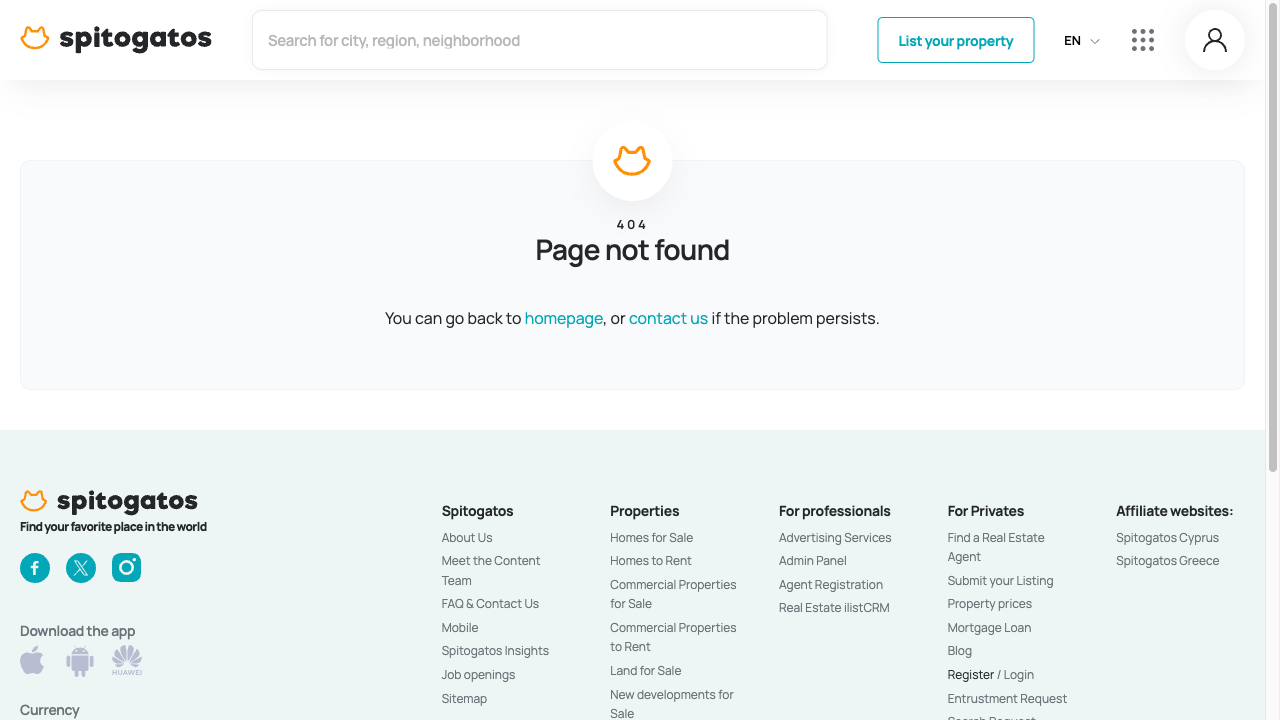 spitogatos
Search for city, region, neighborhood
List your property
EN
404
Page not found
You can go back to homepage, or contact us if the problem persists.
spitogatos
Find your favorite place in the world
Download the app
HUAWEI
Currency
Spitogatos
About Us
Meet the Content
Team
FAQ & Contact Us
Mobile
Spitogatos Insights
Job openings
Sitemap
Properties
Homes for Sale
Homes to Rent
Commercial Properties
for Sale
Commercial Properties
to Rent
Land for Sale
New developments for
Sale
For professionals
Advertising Services
Admin Panel
Agent Registration
Real Estate ilistCRM
For Privates
Find a Real Estate
Agent
Submit your Listing
Property prices
Mortgage Loan
Blog
Register / Login
Entrustment Request
Search Request
Affiliate websites:
Spitogatos Cyprus
Spitogatos Greece